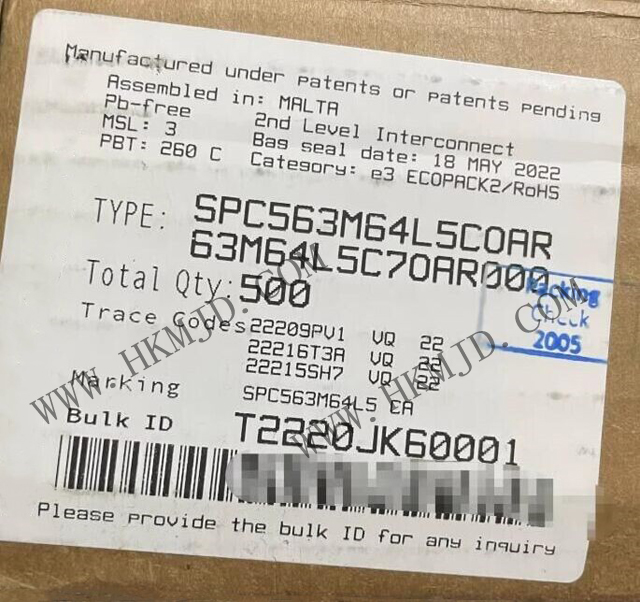 Manufactured under patents or patents pending
Assembled in: MALTA
Pb-free 2nd Level Interconnect
MSL: 3 Bag seal date: 18 MAY 2022
PBT: 260 C Category: e3 ECOPACK2/RoHS
TYPE: SPC563M64L5COAR
63M64L5C70AR000
Total Qty: 500
Trace Codes 22209PV1 VQ 22
22216T3A VQ 22
22215SH7 VQ 22
Marking SPC563M64L5 EA
Bulk ID T2220JK60001
Please provide the bulk ID for any inquiry
Packing
Check
2005
WWW.HKMJD.COM
WWW.HKMJD.COM